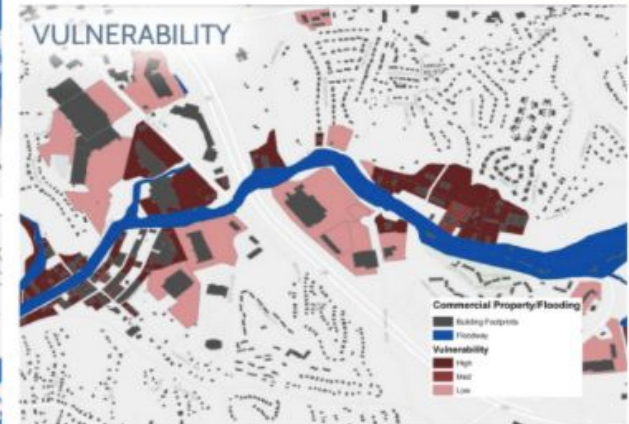 VULNERABILITY
Commercial Property/Flooding
Building Footprints
Floodway
Vulnerability
High
Med
Low